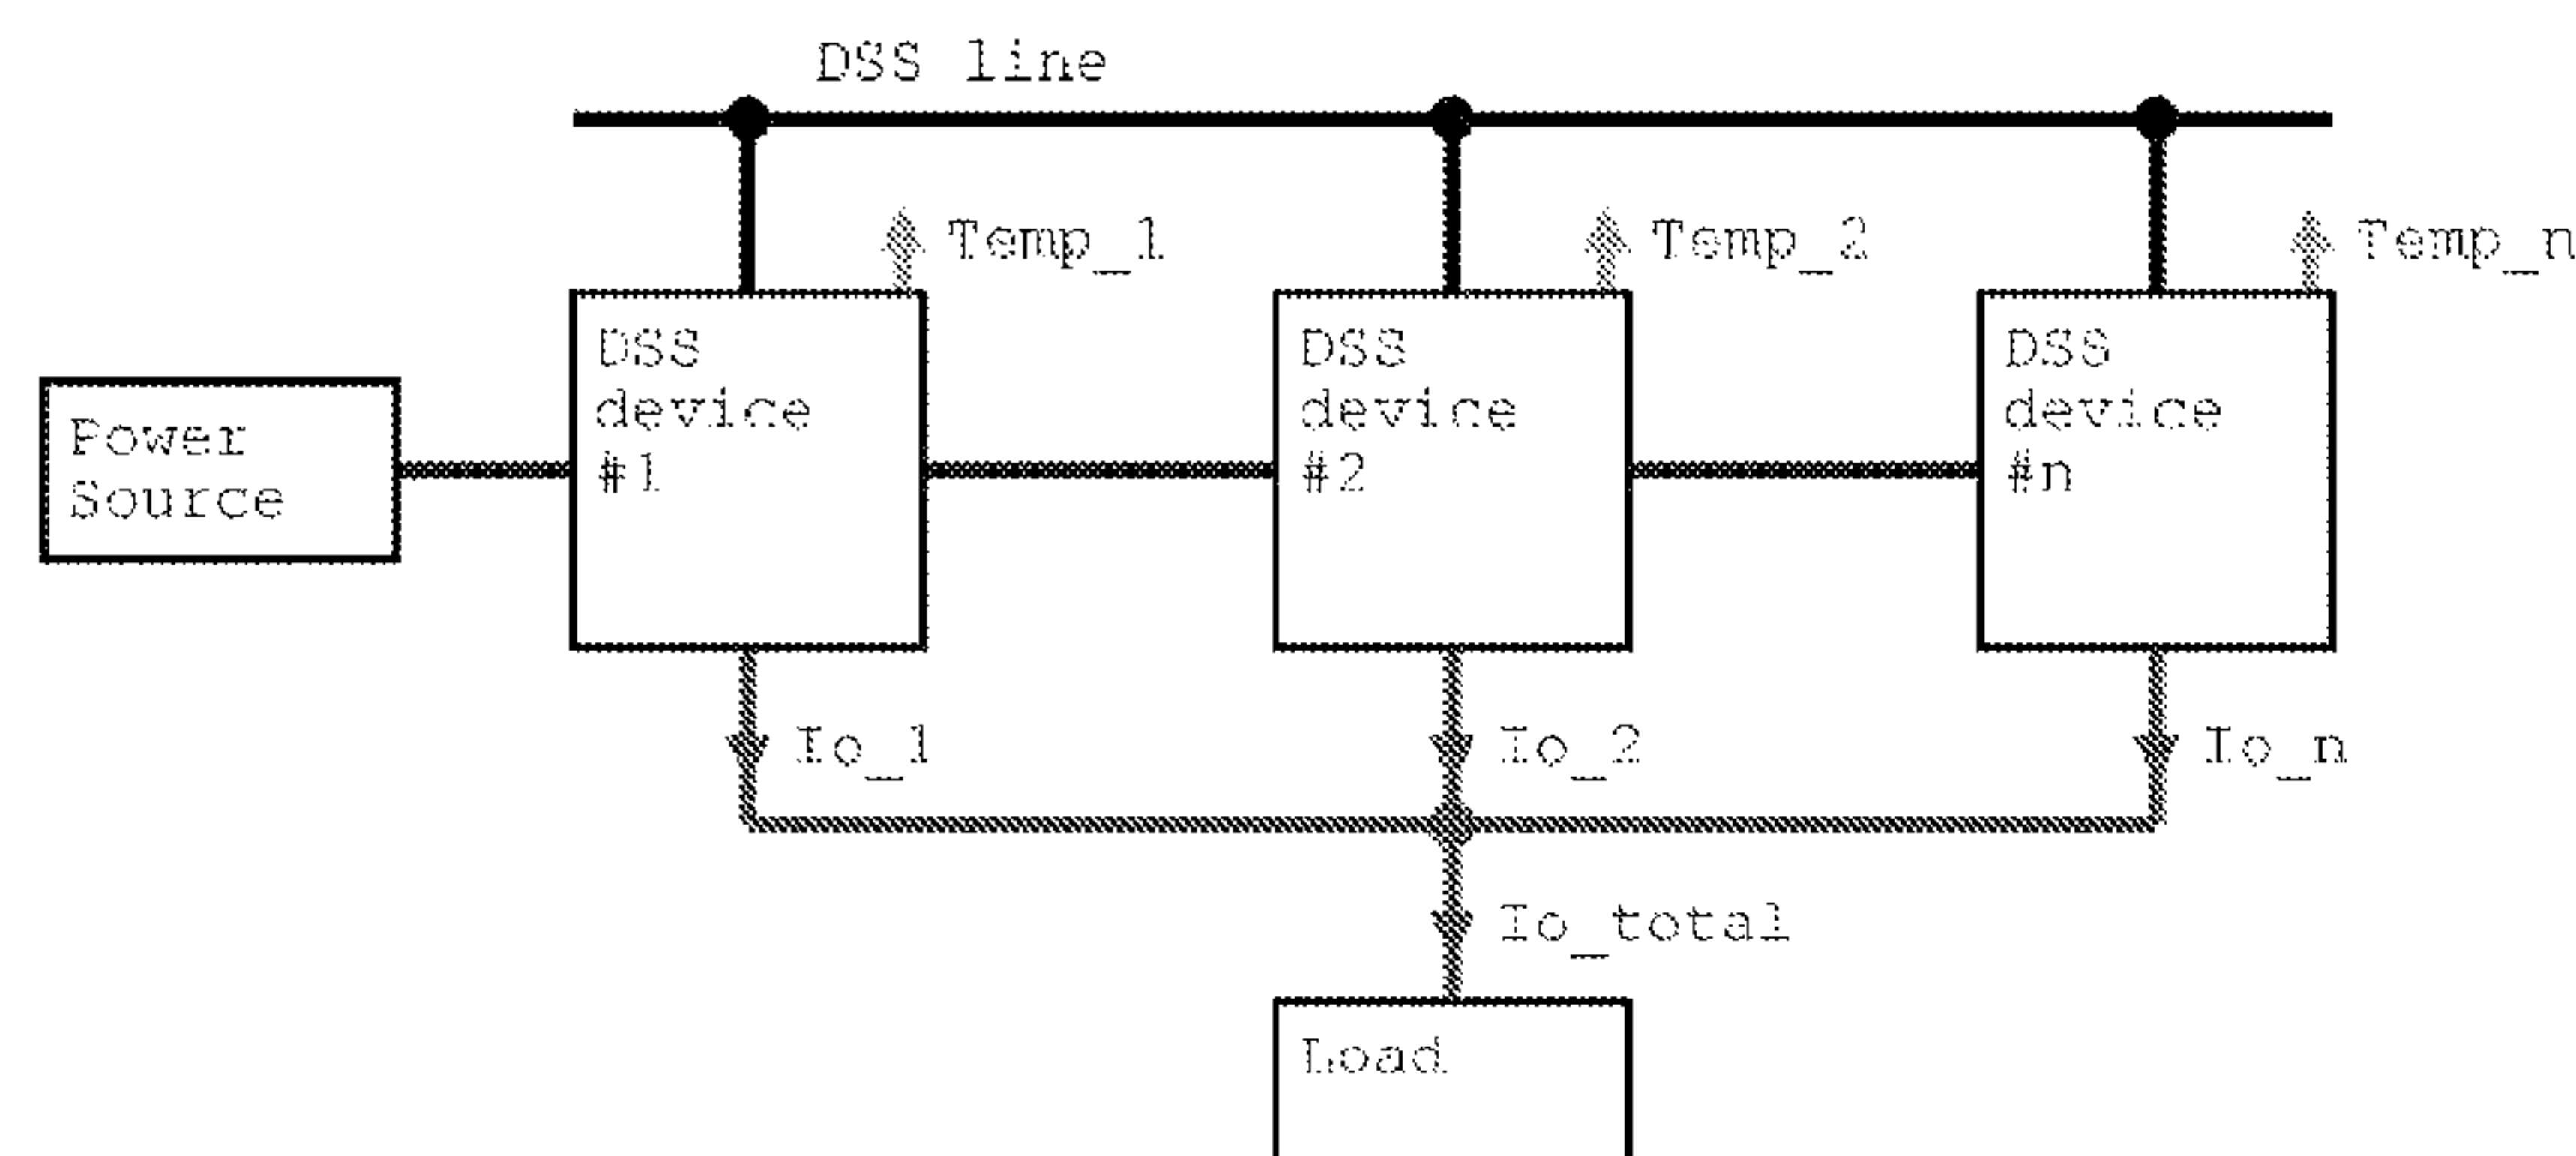 DSS line
Temp_1
Temp_2
Temp_n
Power
Source
DSS
device
#1
DSS
device
#2
DSS
device
#n
Io_1
Io_2
Io_n
Io_total
Load